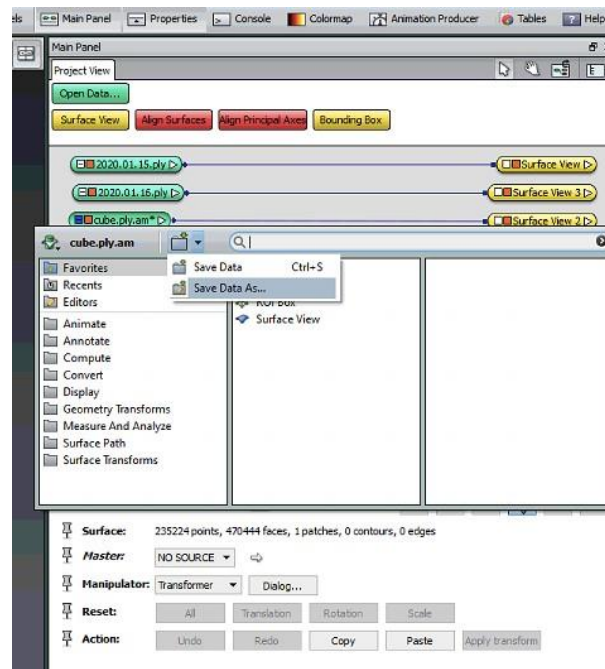 els Main Panel Properties Console Colormap Animation Producer Tables Help
Main Panel
Project View
Open Data...
Surface View Align Surfaces Align Principal Axes Bounding Box
2020.01.15.ply Surface View
2020.01.16.ply Surface View 3
cube.ply.am* Surface View 2
cube.ply.am
Favorites Save Data Ctrl+S
Recents Save Data As...
Editors ROI Box
Surface View
Animate
Annotate
Compute
Convert
Display
Geometry Transforms
Measure And Analyze
Surface Path
Surface Transforms
Surface: 235224 points, 470444 faces, 1 patches, 0 contours, 0 edges
Master: NO SOURCE
Manipulator: Transformer Dialog...
Reset: All Translation Rotation Scale
Action: Undo Redo Copy Paste Apply transform